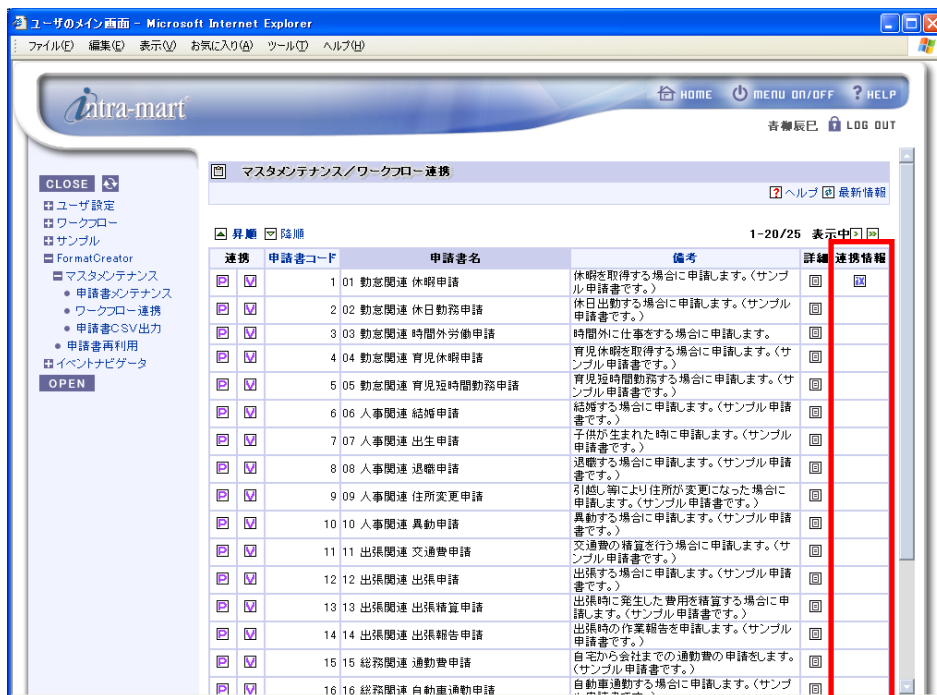 ユーザのメイン画面 - Microsoft Internet Explorer
ファイル(F) 編集(E) 表示(V) お気に入り(A) ツール(T) ヘルプ(H)
intra-mart
HOME MENU ON/OFF ? HELP
青柳辰巳 LOG OUT
CLOSE
ユーザ設定
ワークフロー
サンプル
FormatCreator
マスタメンテナンス
申請書メンテナンス
ワークフロー連携
申請書CSV出力
申請書再利用
イベントナビゲータ
OPEN
マスタメンテナンス/ワークフロー連携
? ヘルプ 最新情報
昇順 降順 1-20/25 表示中
連携 申請書コード 申請書名 備考 詳細 連携情報
P V 1 01 勤怠関連 休暇申請 休暇を取得する場合に申請します。(サンプ
ル申請書です。)
P V 2 02 勤怠関連 休日勤務申請 休日出勤する場合に申請します。(サンプル
申請書です。)
P V 3 03 勤怠関連 時間外労働申請 時間外に仕事をする場合に申請します。
P V 4 04 勤怠関連 育児休暇申請 育児休暇を取得する場合に申請します。(サ
ンプル申請書です。)
P V 5 05 勤怠関連 育児短時間勤務申請 育児短時間勤務する場合に申請します。(サ
ンプル申請書です。)
P V 6 06 人事関連 結婚申請 結婚する場合に申請します。(サンプル申請
書です。)
P V 7 07 人事関連 出生申請 子供が生まれた時に申請します。(サンプル
申請書です。)
P V 8 08 人事関連 退職申請 退職する場合に申請します。(サンプル申請
書です。)
P V 9 09 人事関連 住所変更申請 引越し等により住所が変更になった場合に
申請します。(サンプル申請書です。)
P V 10 10 人事関連 異動申請 異動する場合に申請します。(サンプル申請
書です。)
P V 11 11 出張関連 交通費申請 交通費の精算を行う場合に申請します。(サ
ンプル申請書です。)
P V 12 12 出張関連 出張申請 出張する場合に申請します。(サンプル申請
書です。)
P V 13 13 出張関連 出張精算申請 出張時に発生した費用を精算する場合に申
請します。(サンプル申請書です。)
P V 14 14 出張関連 出張報告申請 出張時の作業報告を申請します。(サンプル
申請書です。)
P V 15 15 総務関連 通勤費申請 自宅から会社までの通勤費の申請をします。
(サンプル申請書です。)
P V 16 16 総務関連 自動車通勤申請 自動車通勤する場合に申請します。(サンプ